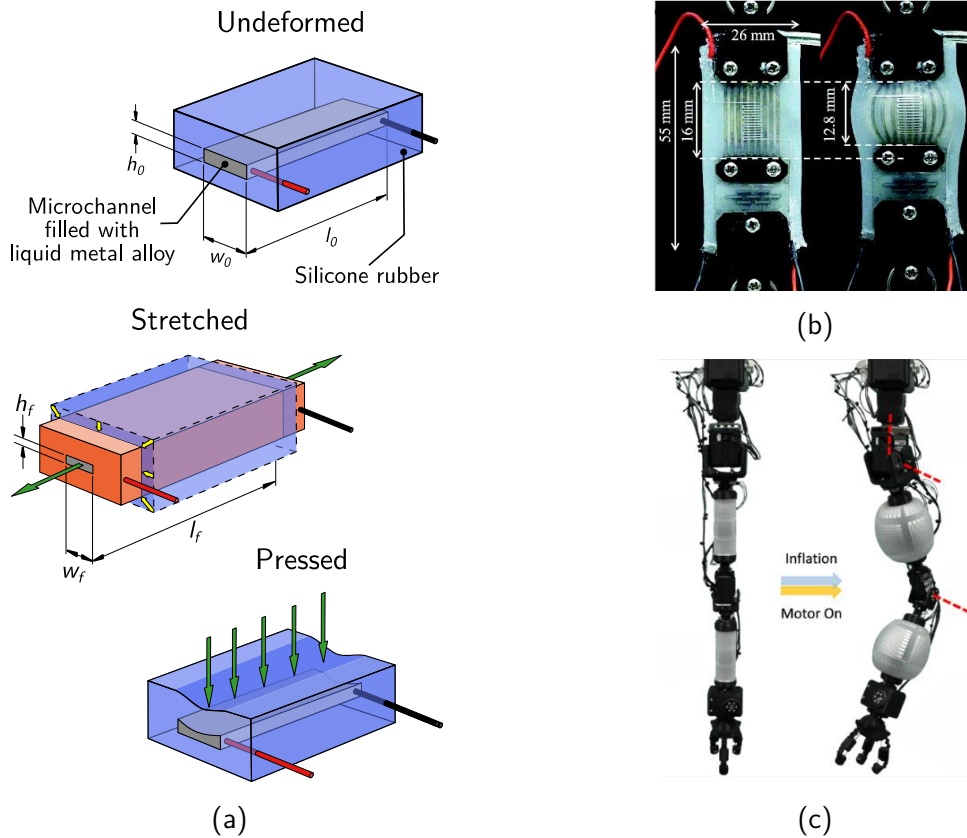 Undeformed
h0
Microchannel
filled with
liquid metal alloy
w0
l0
Silicone rubber
Stretched
hf
wf
lf
Pressed
(a)
26 mm
55 mm
16 mm
12.8 mm
(b)
Inflation
Motor On
(c)